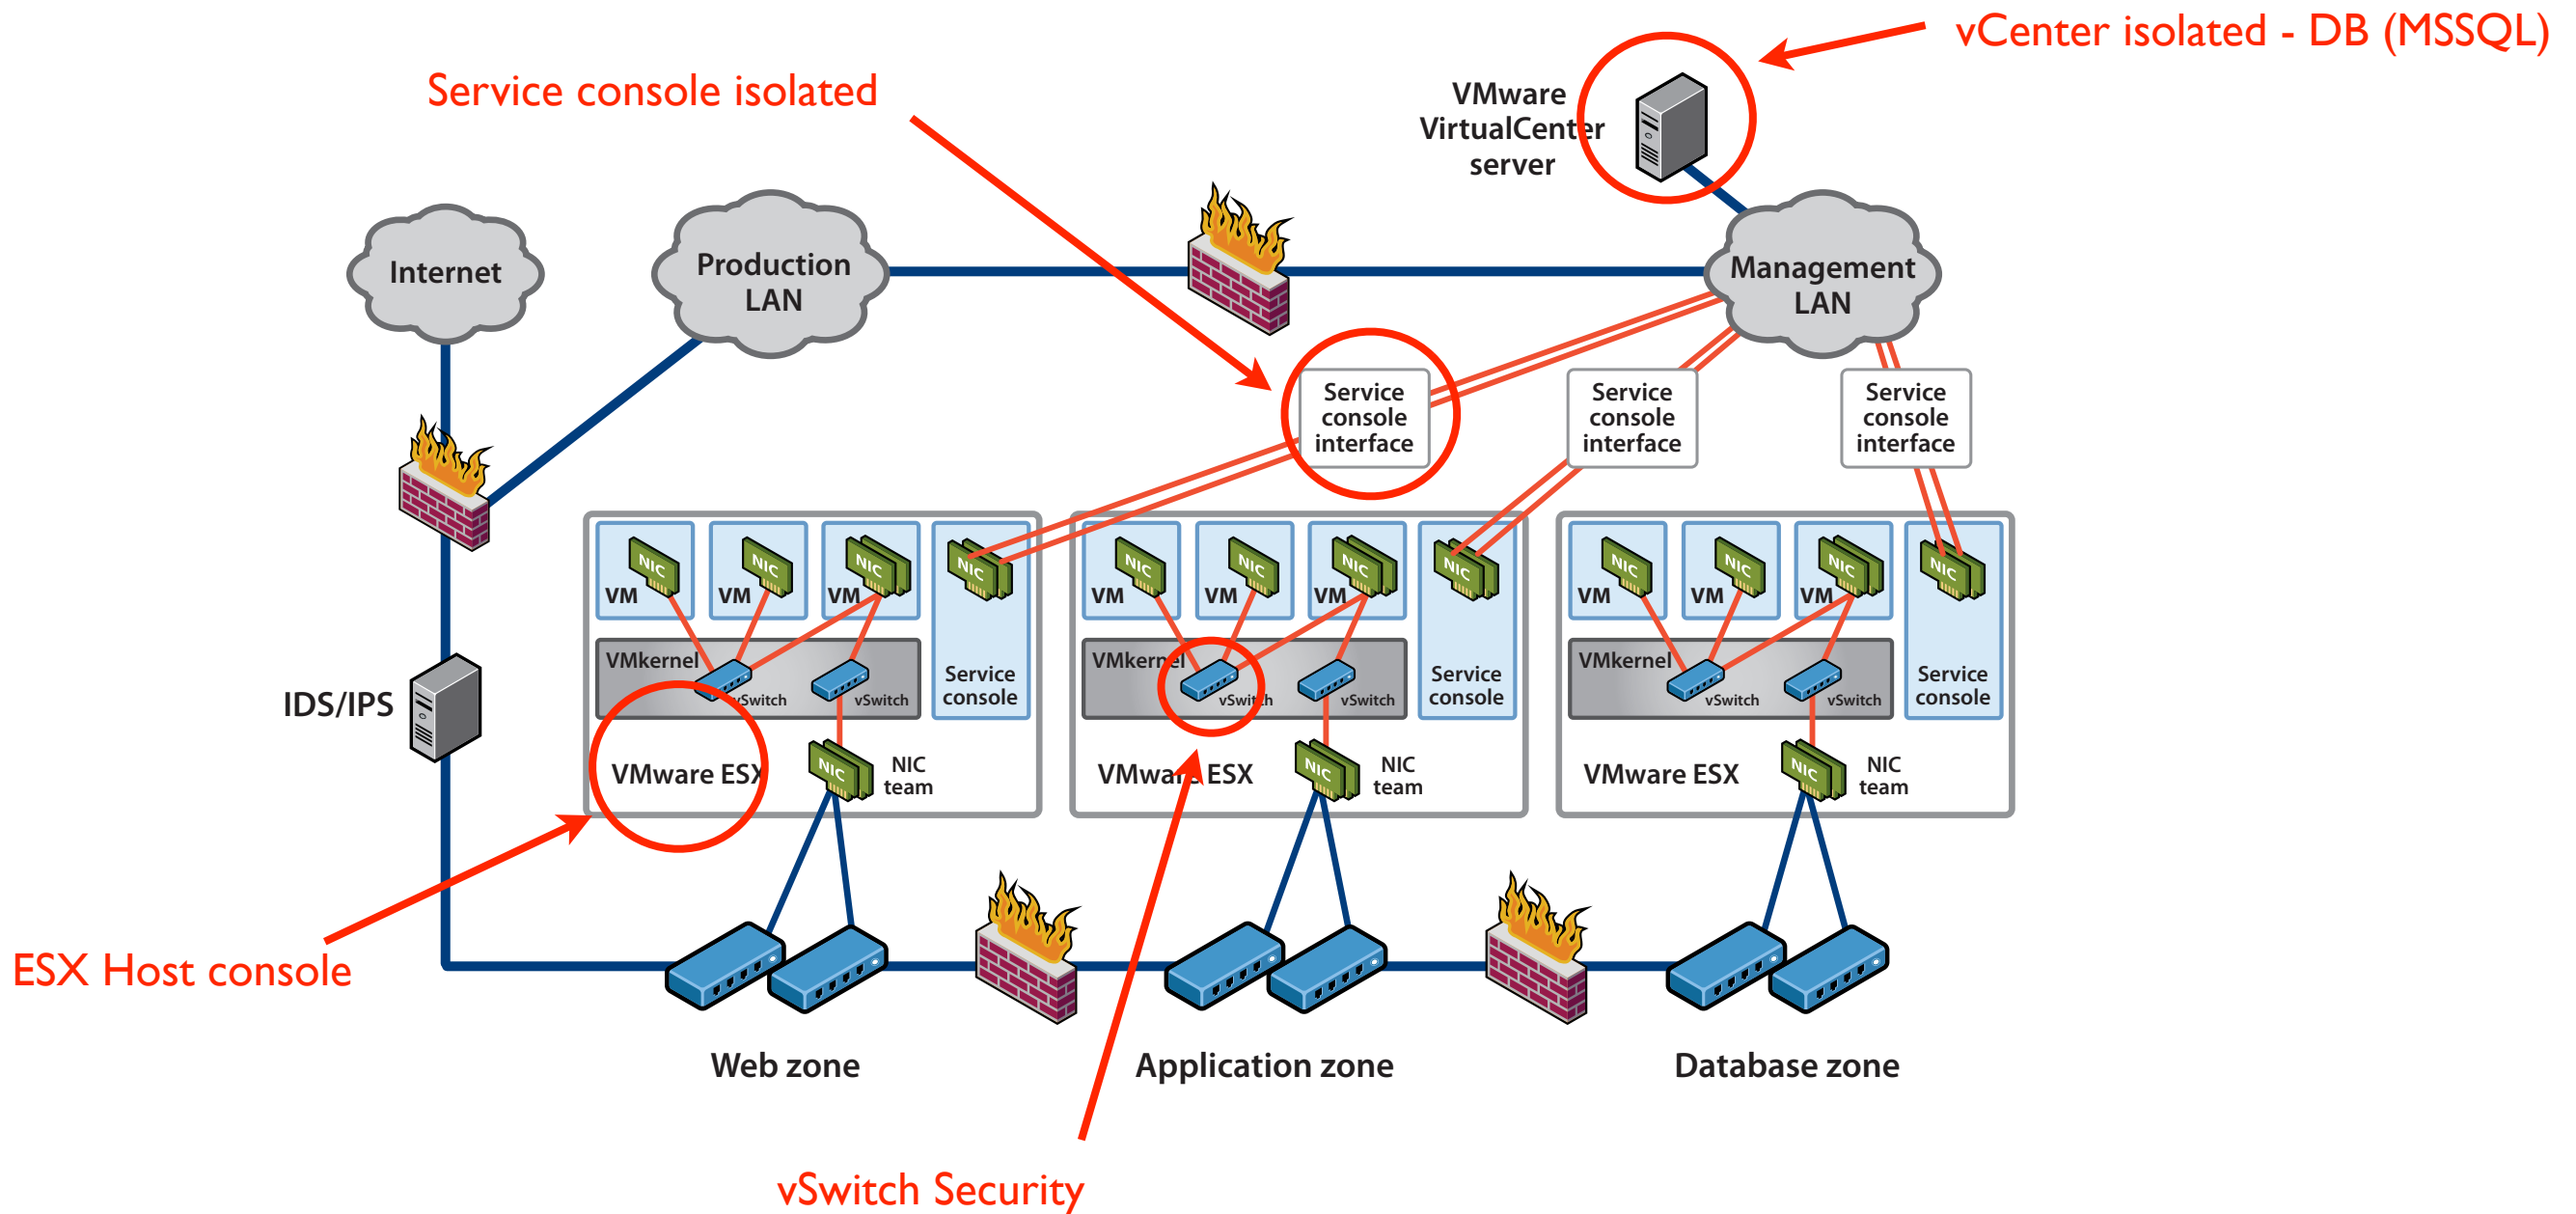 vCenter isolated - DB (MSSQL)
Service console isolated
VMware
VirtualCenter
server
Internet
Production
LAN
Management
LAN
Service
console
interface
Service
console
interface
Service
console
interface
NIC
VM
NIC
VM
NIC
VM
NIC
Service
console
VMkernel
vSwitch
vSwitch
VMware ESX
NIC
NIC
team
NIC
VM
NIC
VM
NIC
VM
NIC
Service
console
VMkernel
vSwitch
vSwitch
VMware ESX
NIC
NIC
team
NIC
VM
NIC
VM
NIC
VM
NIC
Service
console
VMkernel
vSwitch
vSwitch
VMware ESX
NIC
NIC
team
IDS/IPS
ESX Host console
Web zone
Application zone
Database zone
vSwitch Security